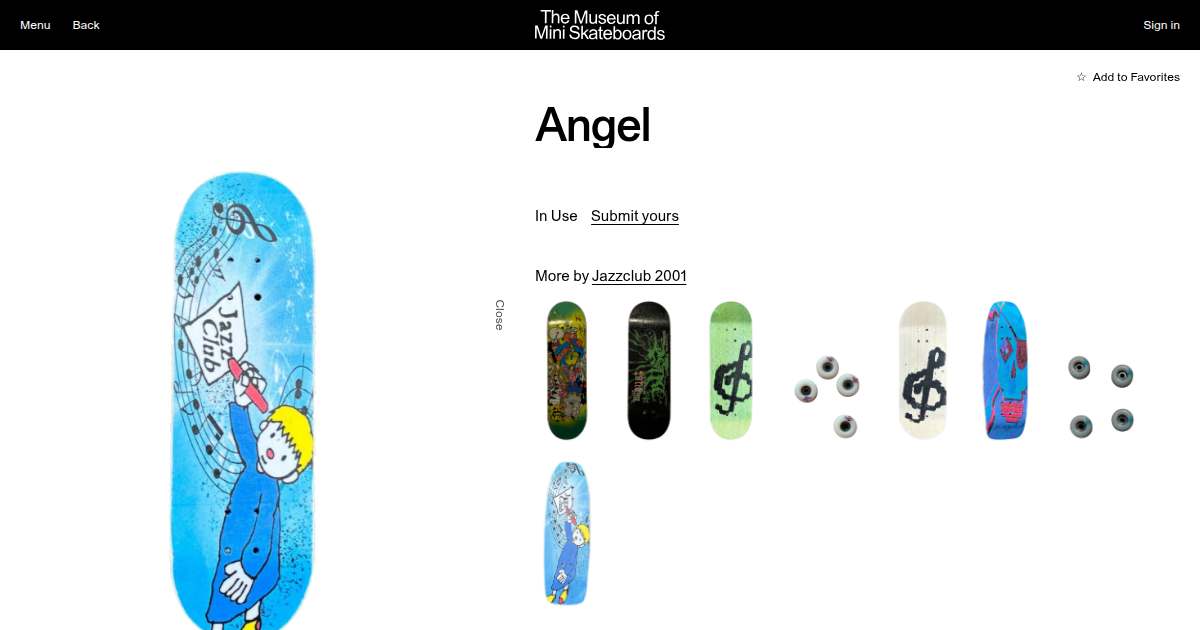 Menu
Back
The Museum of
Mini Skateboards
Sign in
☆ Add to Favorites
Angel
In Use
Submit yours
More by Jazzclub 2001
Close
Jazz
Club